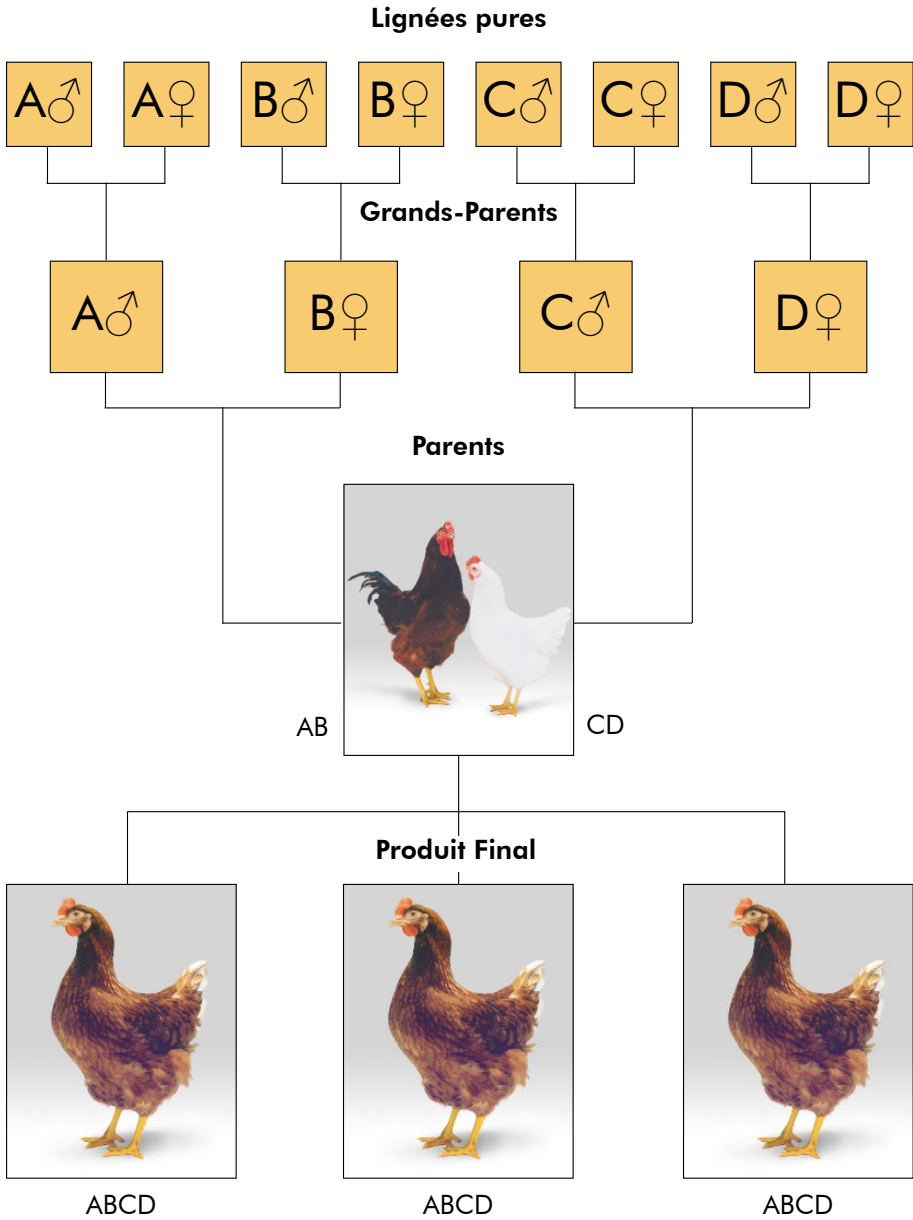 Lignées pures
A♂ A♀ B♂ B♀ C♂ C♀ D♂ D♀
Grands-Parents
A♂ B♀ C♂ D♀
Parents
AB CD
Produit Final
ABCD ABCD ABCD